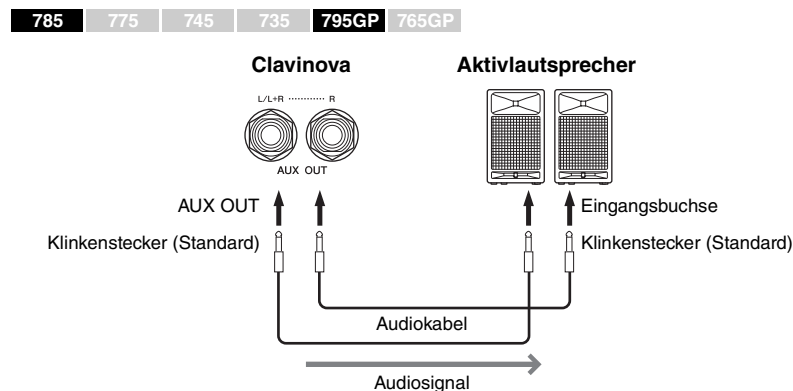 785 775 745 735 795GP 765GP
Clavinova Aktivlautsprecher
L/L+R ············ R
AUX OUT
AUX OUT Eingangsbuchse
Klinkenstecker (Standard) Klinkenstecker (Standard)
Audiokabel
Audiosignal